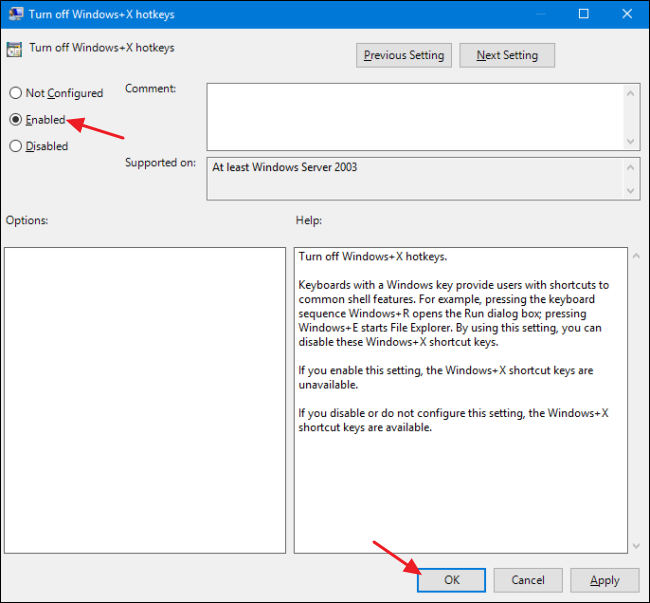 Turn off Windows+X hotkeys
Turn off Windows+X hotkeys
Previous Setting
Next Setting
Not Configured
Comment:
Enabled
Disabled
Supported on:
At least Windows Server 2003
Options:
Help:
Turn off Windows+X hotkeys.
Keyboards with a Windows key provide users with shortcuts to
common shell features. For example, pressing the keyboard
sequence Windows+R opens the Run dialog box; pressing
Windows+E starts File Explorer. By using this setting, you can
disable these Windows+X shortcut keys.
If you enable this setting, the Windows+X shortcut keys are
unavailable.
If you disable or do not configure this setting, the Windows+X
shortcut keys are available.
OK
Cancel
Apply